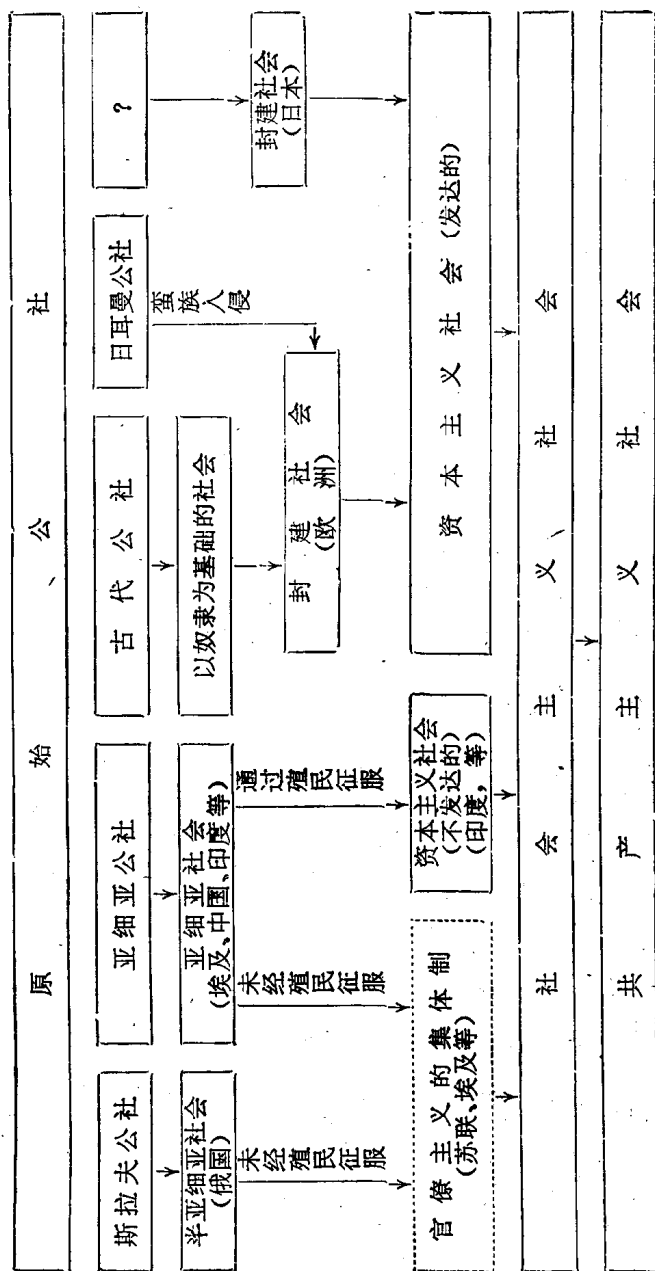 原始公社
斯拉夫公社
亚细亚公社
古代公社
日耳曼公社
?
半亚细亚社会
(俄国)
亚细亚社会
(埃及、中国、印度等)
以奴隶为基础的社会
蛮族入侵
封建社会
(日本)
未经殖民征服
未经殖民征服
通过殖民征服
封建社会
(欧洲)
官僚主义的集体制
(苏联、埃及等)
资本主义社会
(不发达的)
(印度,等)
资本主义社会(发达的)
社会主义社会
共产主义社会